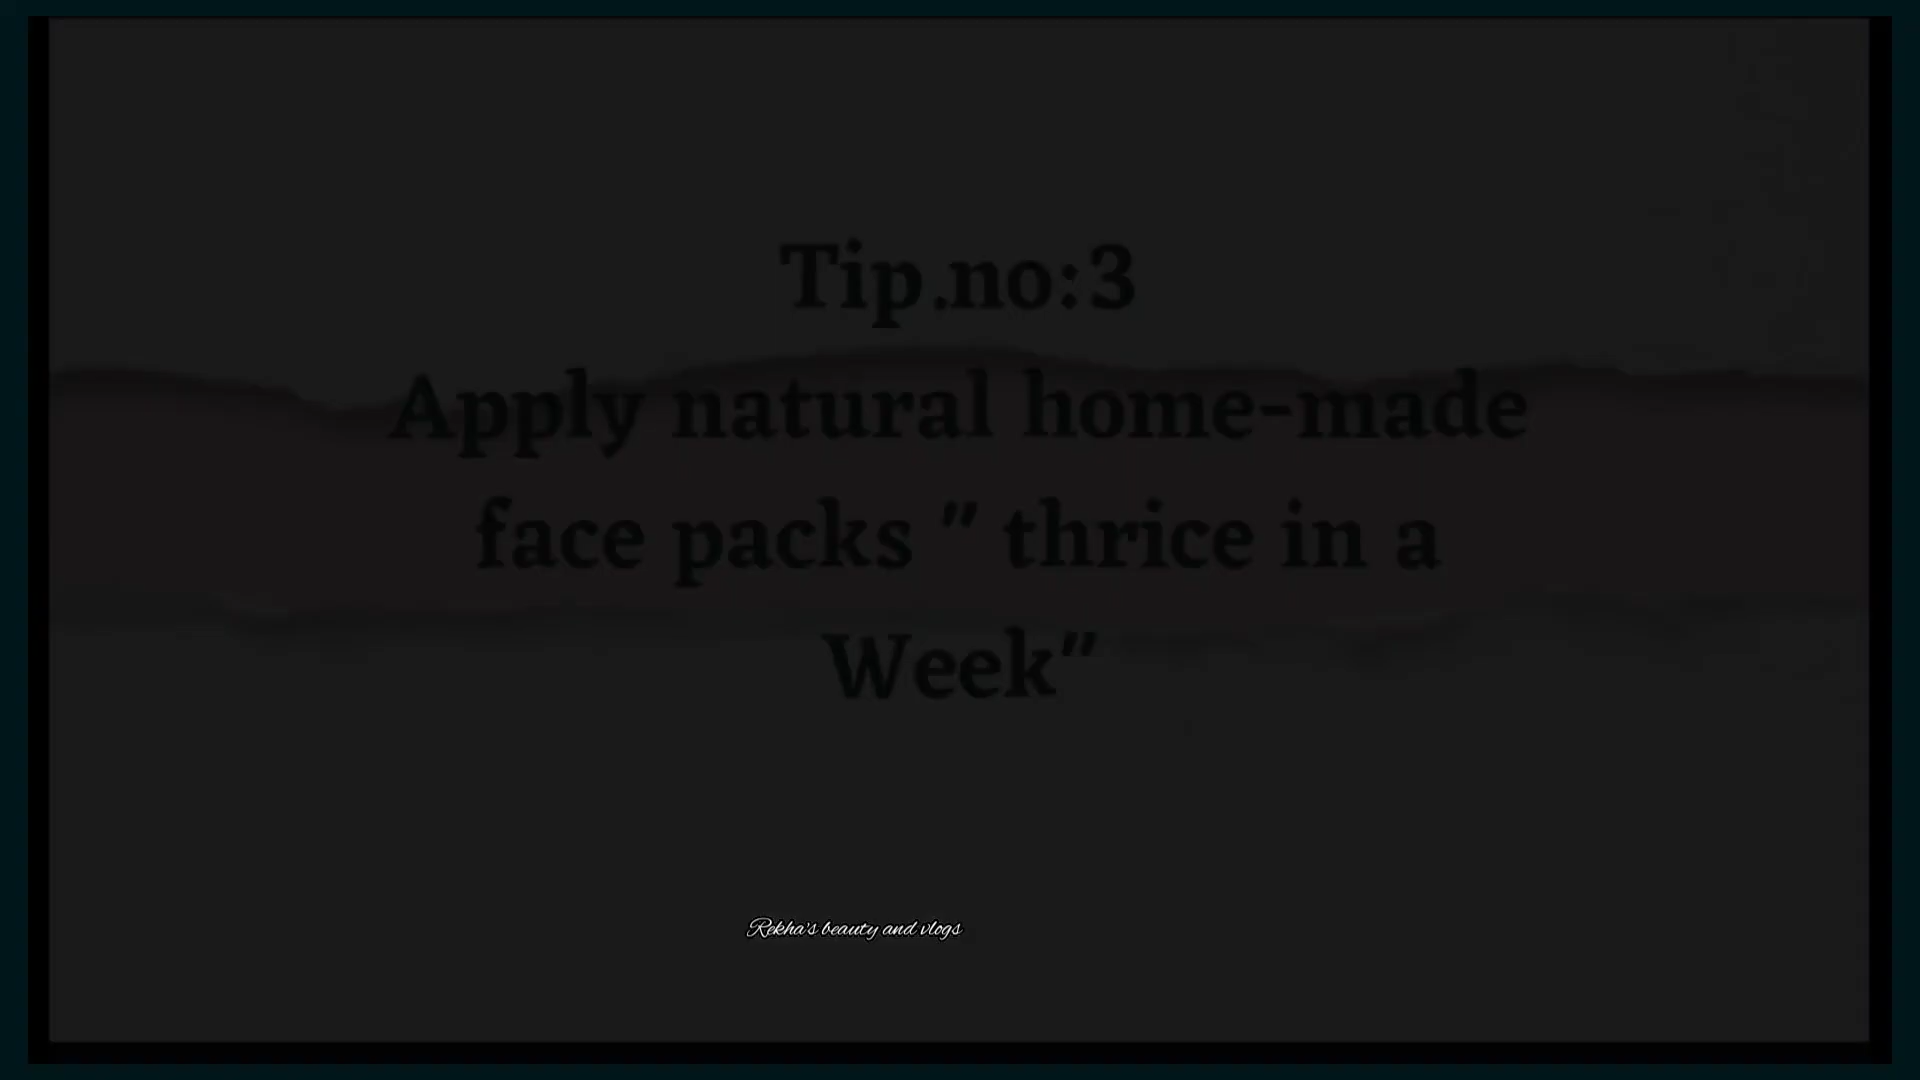 Tip.no:3
Apply natural home-made
face packs " thrice in a
Week"
Rekha's beauty and vlogs